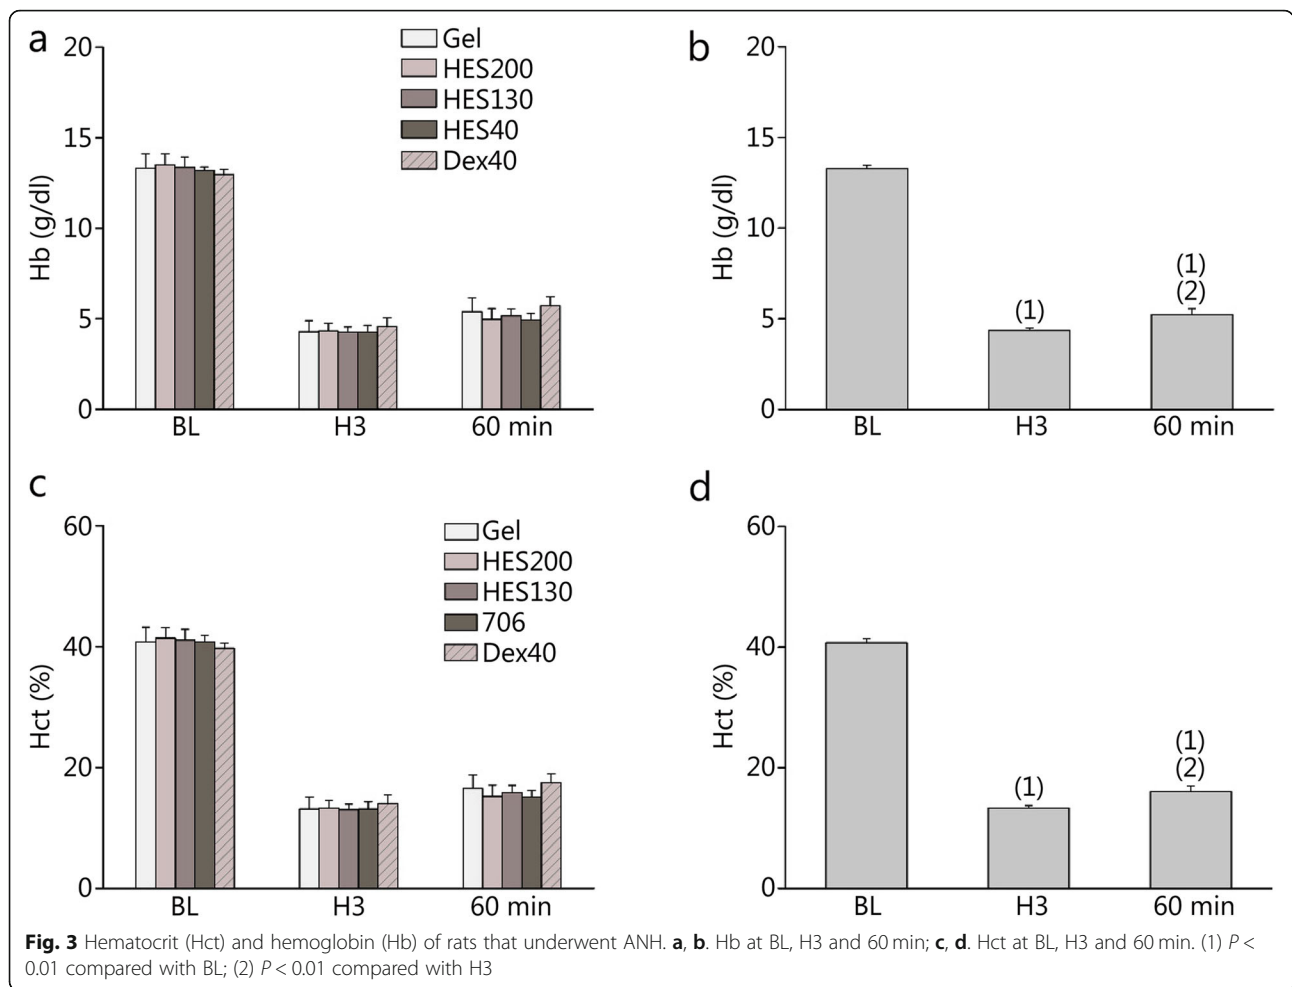 a
20
15
10
5
0
Hb (g/dl)
Gel
HES200
HES130
HES40
Dex40
BL H3 60 min
b
20
15
10
5
0
Hb (g/dl)
(1)
(1)
(2)
BL H3 60 min
c
60
40
20
0
Hct (%)
Gel
HES200
HES130
706
Dex40
BL H3 60 min
d
60
40
20
0
Hct (%)
(1)
(1)
(2)
BL H3 60 min
Fig. 3 Hematocrit (Hct) and hemoglobin (Hb) of rats that underwent ANH. a, b. Hb at BL, H3 and 60 min; c, d. Hct at BL, H3 and 60 min. (1) P <
0.01 compared with BL; (2) P < 0.01 compared with H3